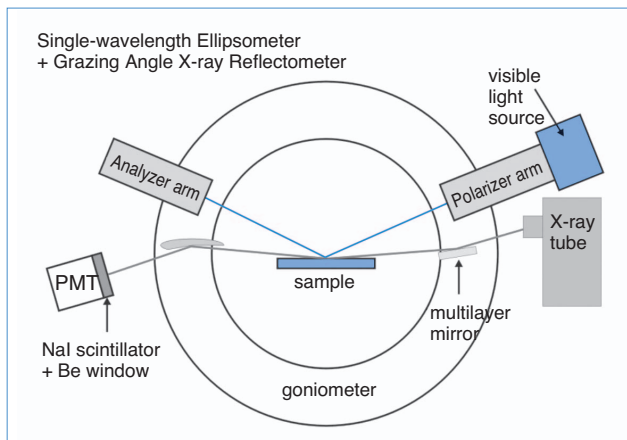 Single-wavelength Ellipsometer
+ Grazing Angle X-ray Reflectometer
visible
light
source
Analyzer arm
Polarizer arm
X-ray
tube
PMT
sample
multilayer
mirror
NaI scintillator
+ Be window
goniometer